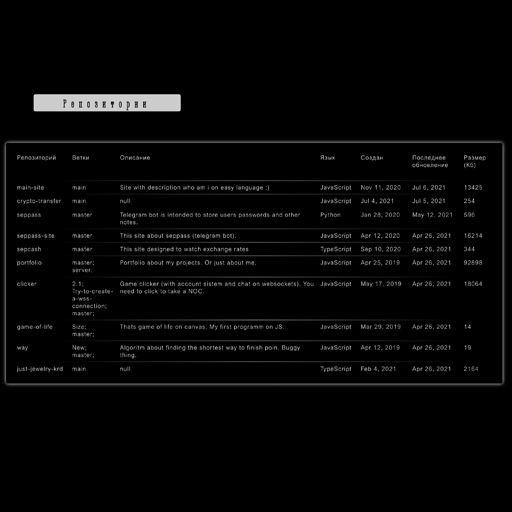 Репозитории
Репозиторий Ветки Описание Язык Создан Последнее обновление Размер (Кб)
main-site main Site with description who am i on easy language :) JavaScript Nov 11, 2020 Jul 6, 2021 13425
crypto-transfer main null JavaScript Jul 4, 2021 Jul 5, 2021 254
seppass master Telegram bot is intended to store users passwords and other Python Jan 28, 2020 May 12, 2021 596
notes.
seppass-site master This site about seppass (telegram bot). JavaScript Apr 12, 2020 Apr 26, 2021 16214
sepcash master This site designed to watch exchange rates TypeScript Sep 10, 2020 Apr 26, 2021 344
portfolio master; Portfolio about my projects. Or just about me. JavaScript Apr 25, 2019 Apr 26, 2021 92898
server;
clicker 2.1; Game clicker (with account sistem and chat on websockets). You JavaScript May 17, 2019 Apr 26, 2021 18064
Try-to-create- need to click to take a NOC.
a-wss-
connection;
master;
game-of-life Size; Thats game of life on canvas. My first programm on JS. JavaScript Mar 29, 2019 Apr 26, 2021 14
master;
way New; Algoritm about finding the shortest way to finish poin. Buggy JavaScript Apr 12, 2019 Apr 26, 2021 19
master; thing.
just-jewelry-krd main null TypeScript Feb 4, 2021 Apr 26, 2021 2164